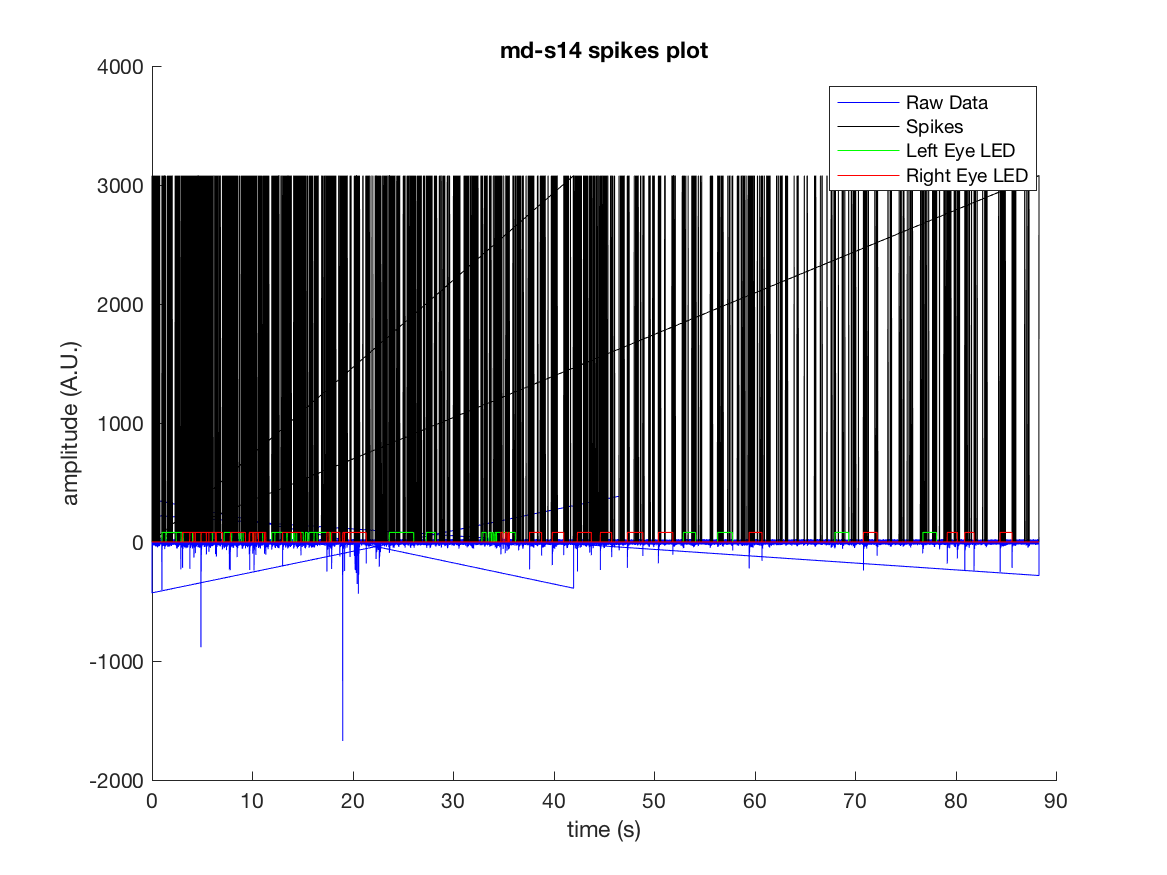 md-s14 spikes plot
4000
3000
2000
1000
0
-1000
-2000
amplitude (A.U.)
Raw Data
Spikes
Left Eye LED
Right Eye LED
0 10 20 30 40 50 60 70 80 90
time (s)